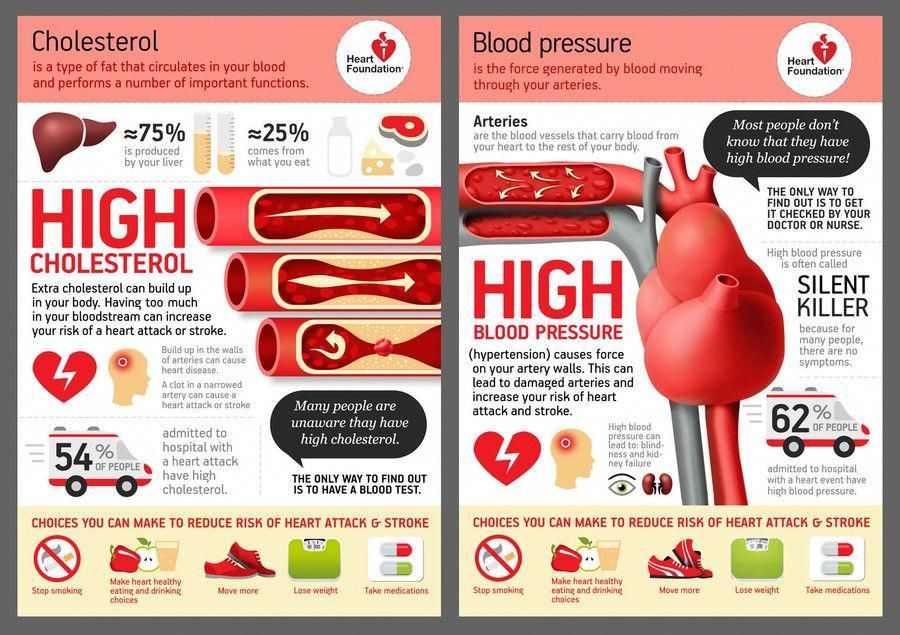 Cholesterol
is a type of fat that circulates in your blood
and performs a number of important functions.
Heart
Foundation
≈75%
is produced
by your liver
≈25%
comes from
what you eat
HIGH
CHOLESTEROL
Extra cholesterol can build up
in your body. Having too much
in your bloodstream can increase
your risk of a heart attack or stroke.
Build up in the walls
of arteries can cause
heart disease.
A clot in a narrowed
artery can cause a
heart attack or stroke
Many people are
unaware they have
high cholesterol.
THE ONLY WAY TO FIND OUT
IS TO HAVE A BLOOD TEST.
54%
OF PEOPLE
admitted to
hospital with
a heart attack
have high
cholesterol.
CHOICES YOU CAN MAKE TO REDUCE RISK OF HEART ATTACK & STROKE
Stop smoking
Make heart healthy
eating and drinking
choices
Move more
Lose weight
Take medications
Blood pressure
is the force generated by blood moving
through your arteries.
Heart
Foundation
Arteries
are the blood vessels that carry blood from
your heart to the rest of your body.
Most people don't
know that they have
high blood pressure!
THE ONLY WAY TO
FIND OUT IS TO GET
IT CHECKED BY YOUR
DOCTOR OR NURSE.
High blood pressure
is often called
SILENT
KILLER
because for
many people,
there are no
symptoms.
HIGH
BLOOD PRESSURE
(hypertension) causes force
on your artery walls. This can
lead to damaged arteries and
increase your risk of heart
attack and stroke.
High blood
pressure can
lead to: blind-
ness and kid-
ney failure
62%
OF PEOPLE
admitted to hospital
with a heart event have
high blood pressure.
CHOICES YOU CAN MAKE TO REDUCE RISK OF HEART ATTACK & STROKE
Stop smoking
Make heart healthy
eating and drinking
choices
Move more
Lose weight
Take medications